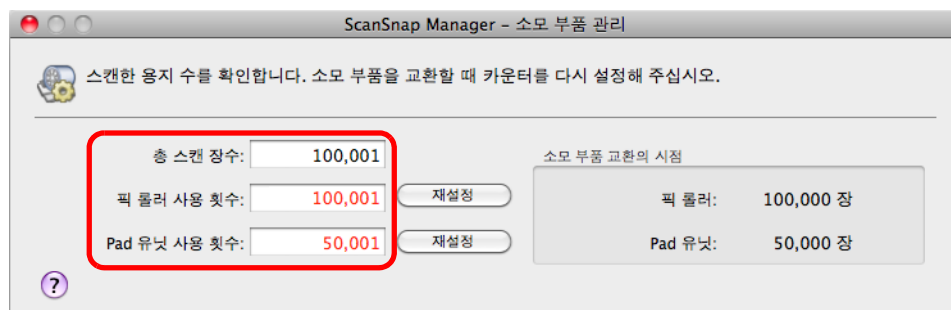 ScanSnap Manager – 소모 부품 관리
스캔한 용지 수를 확인합니다. 소모 부품을 교환할 때 카운터를 다시 설정해 주십시오.
총 스캔 장수: 100,001
픽 롤러 사용 횟수: 100,001 재설정
Pad 유닛 사용 횟수: 50,001 재설정
소모 부품 교환의 시점
픽 롤러: 100,000 장
Pad 유닛: 50,000 장
?